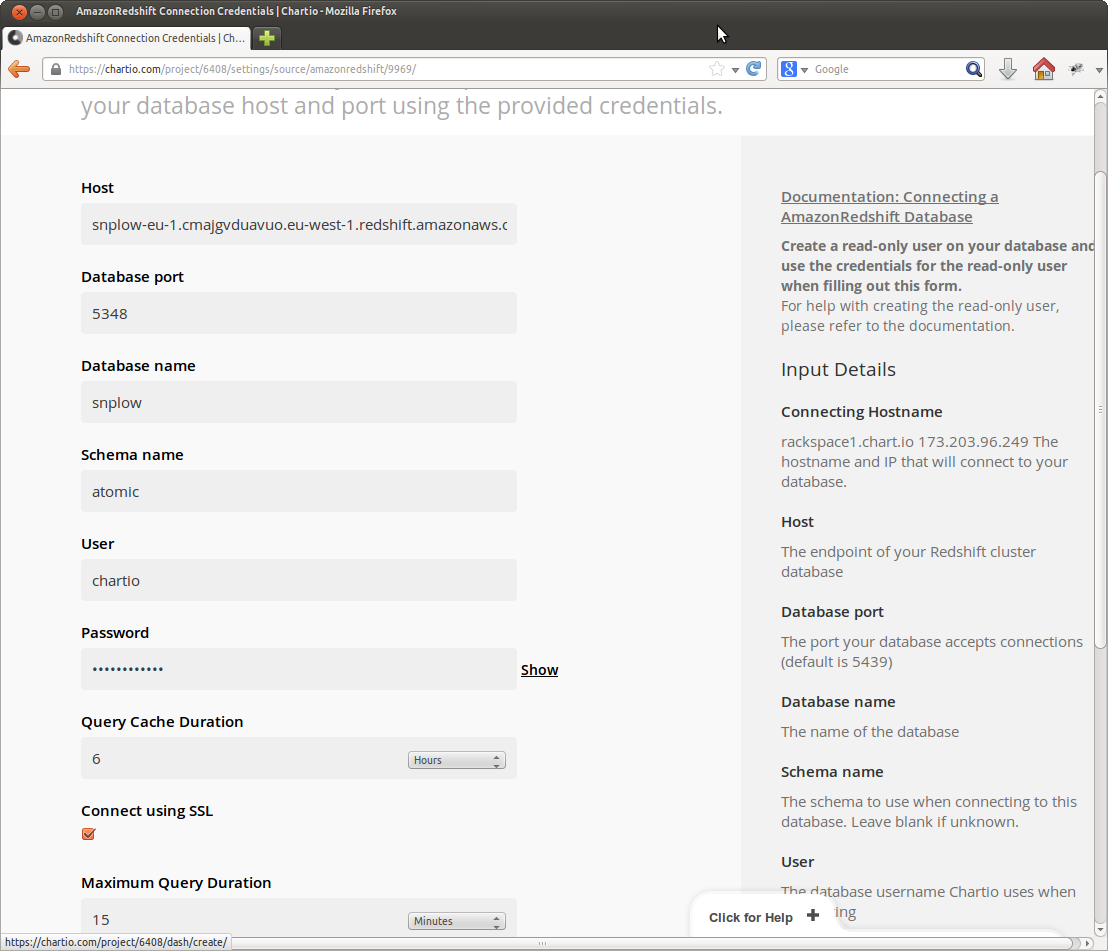 AmazonRedshift Connection Credentials | Chartio - Mozilla Firefox
AmazonRedshift Connection Credentials | Ch...
https://chartio.com/project/6408/settings/source/amazonredshift/9969/
Google
your database host and port using the provided credentials.
Host
snplow-eu-1.cmajgvduavuo.eu-west-1.redshift.amazonaws.c
Database port
5348
Database name
snplow
Schema name
atomic
User
chartio
Password
••••••••••••
Show
Query Cache Duration
6
Hours
Connect using SSL
Maximum Query Duration
15
Minutes
Documentation: Connecting a
AmazonRedshift Database
Create a read-only user on your database and
use the credentials for the read-only user
when filling out this form.
For help with creating the read-only user,
please refer to the documentation.
Input Details
Connecting Hostname
rackspace1.chart.io 173.203.96.249 The
hostname and IP that will connect to your
database.
Host
The endpoint of your Redshift cluster
database
Database port
The port your database accepts connections
(default is 5439)
Database name
The name of the database
Schema name
The schema to use when connecting to this
database. Leave blank if unknown.
User
The database username Chartio uses when
Click for Help
https://chartio.com/project/6408/dash/create/